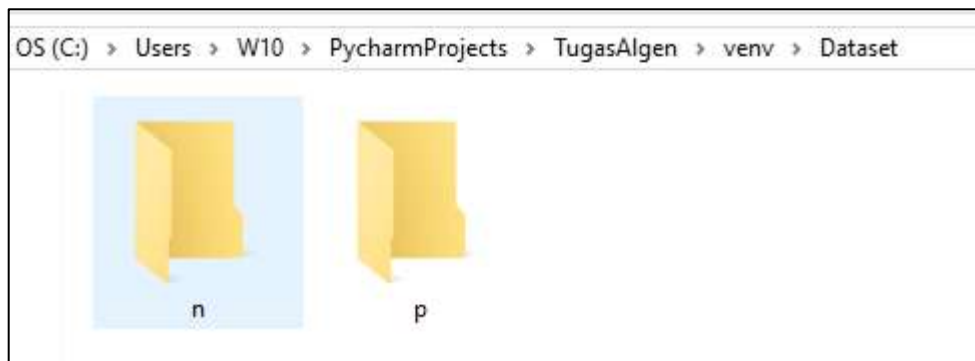 OS (C:) > Users > W10 > PycharmProjects > TugasAlgen > venv > Dataset
n p